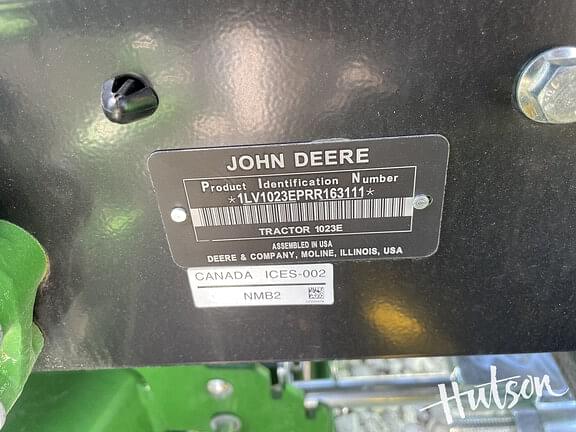 JOHN DEERE
Product Identification Number
*1LV1023EPRR163111*
TRACTOR 1023E
ASSEMBLED IN USA
DEERE & COMPANY, MOLINE, ILLINOIS, USA
CANADA ICES-002
NMB2
Hutson